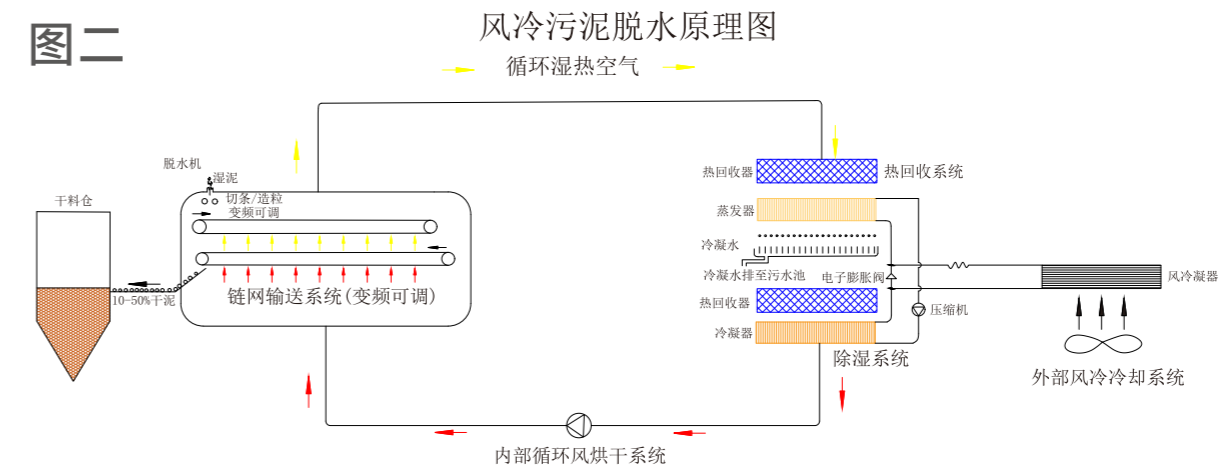 图二
风冷污泥脱水原理图
循环湿热空气
脱水机
湿泥
切条/造粒
变频可调
干料仓
10-50%干泥
链网输送系统(变频可调)
热回收器
热回收系统
蒸发器
冷凝水
冷凝水排至污水池
电子膨胀阀
风冷凝器
热回收器
压缩机
冷凝器
除湿系统
外部风冷冷却系统
内部循环风烘干系统